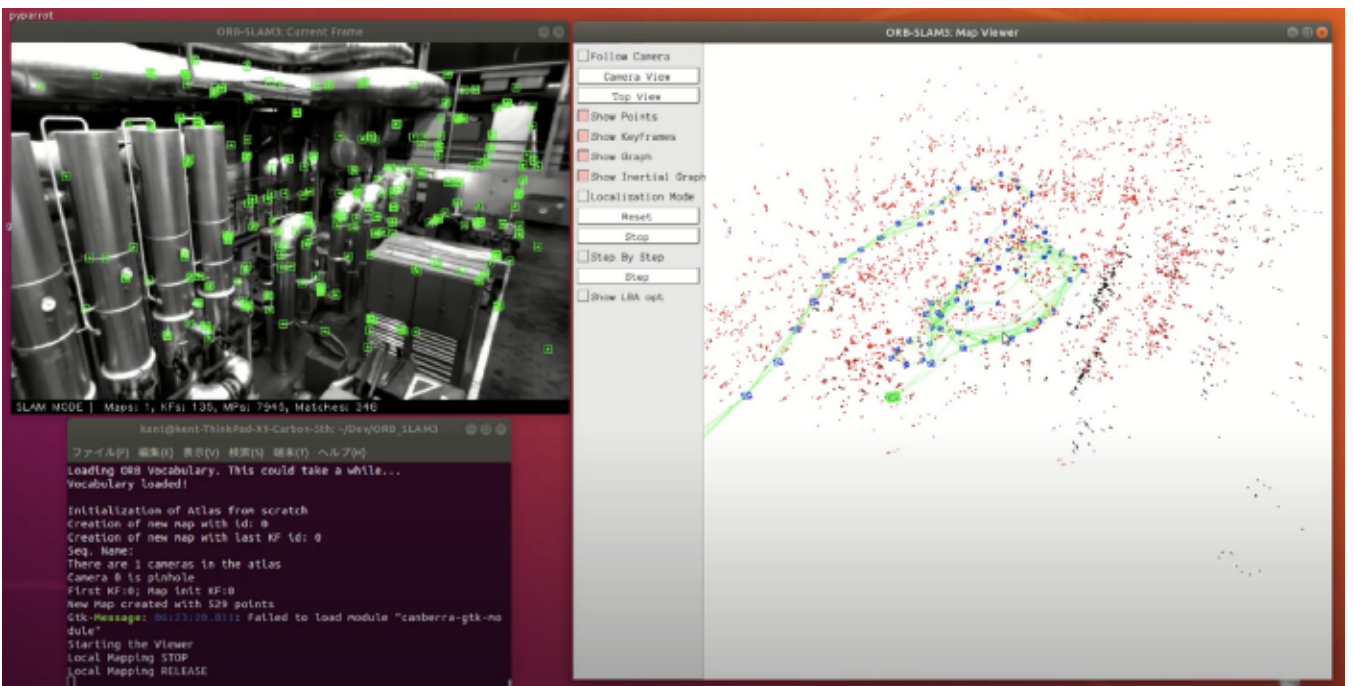 pyparrot
ORB-SLAM3: Current Frame
SLAM MODE | Maps: 1, KFs: 135, MPs: 7945, Matches: 346
ORB-SLAM3: Map Viewer
Follow Camera
Camera View
Top View
Show Points
Show Keyframes
Show Graph
Show Inertial Graph
Localization Mode
Reset
Stop
Step By Step
Step
Show LBA opt
kent@kent-ThinkPad-X1-Carbon-5th: ~/Dev/ORB_SLAM3
ファイル(F) 編集(E) 表示(V) 検索(S) 端末(T) ヘルプ(H)
Loading ORB Vocabulary. This could take a while...
Vocabulary loaded!
Initialization of Atlas from scratch
Creation of new map with id: 0
Creation of new map with last KF id: 0
Seq. Name:
There are 1 cameras in the atlas
Camera 0 is pinhole
First KF:0; Map init KF:0
New Map created with 529 points
Gtk-Message: 06:23:20.011: Failed to load module "canberra-gtk-mo
dule"
Starting the Viewer
Local Mapping STOP
Local Mapping RELEASE